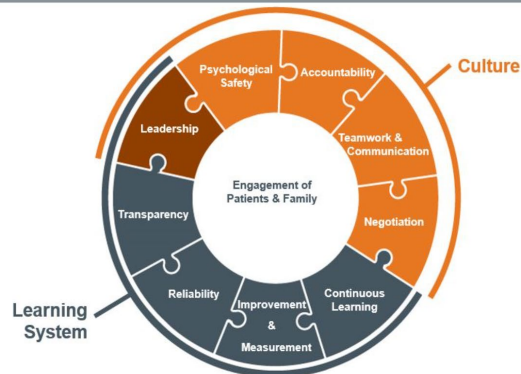 Culture
Psychological
Safety
Accountability
Leadership
Teamwork &
Communication
Engagement of
Patients & Family
Transparency
Negotiation
Reliability
Continuous
Learning
Improvement
&
Measurement
Learning
System